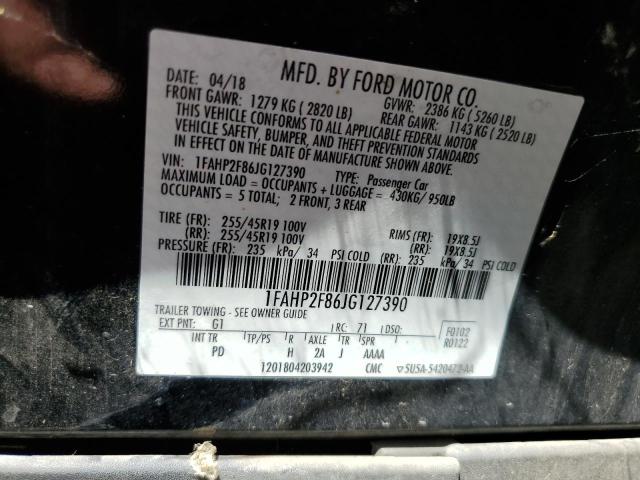 MFD. BY FORD MOTOR CO.
DATE: 04/18 GVWR: 2386 KG ( 5260 LB)
FRONT GAWR: 1279 KG ( 2820 LB) REAR GAWR: 1143 KG ( 2520 LB)
THIS VEHICLE CONFORMS TO ALL APPLICABLE FEDERAL MOTOR
VEHICLE SAFETY, BUMPER, AND THEFT PREVENTION STANDARDS
IN EFFECT ON THE DATE OF MANUFACTURE SHOWN ABOVE.
VIN: 1FAHP2F86JG127390 TYPE: Passenger Car
MAXIMUM LOAD = OCCUPANTS + LUGGAGE = 430KG/ 950LB
OCCUPANTS = 5 TOTAL; 2 FRONT, 3 REAR
TIRE (FR): 255/45R19 100V RIMS (FR): 19X8.5J
(RR): 255/45R19 100V (RR): 19X8.5J
PRESSURE (FR): 235 kPa/ 34 PSI COLD (RR): 235 kPa/ 34 PSI COLD
1FAHP2F86JG127390
TRAILER TOWING - SEE OWNER GUIDE
EXT PNT: G1 RC: 71 DSO: F0102
R0122
INT TR TP/PS R AXLE TR SPR
PD H 2A J AAAA
1201804203942 CMC ▽5U5A-5420472-AA